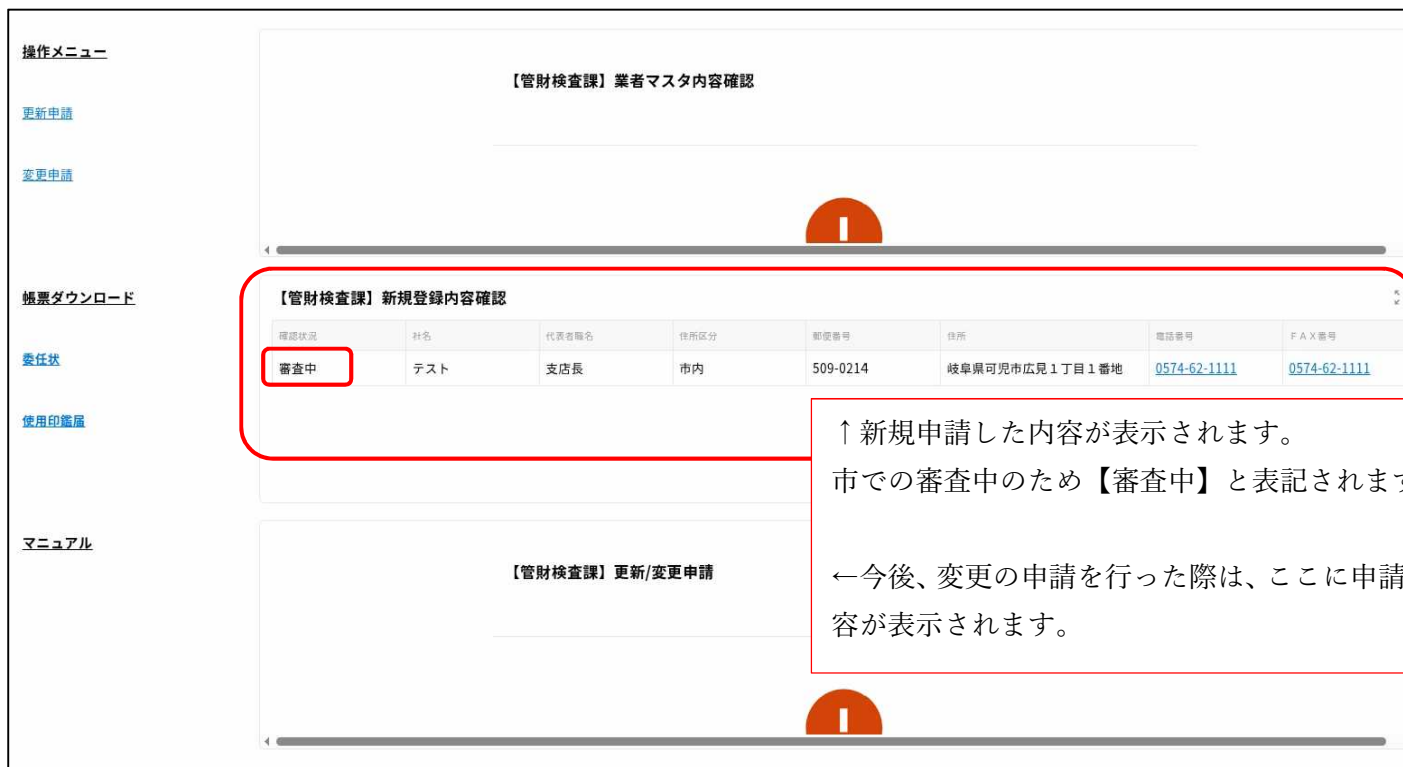 操作メニュー
更新申請
変更申請
【管財検査課】業者マスタ内容確認
帳票ダウンロード
委任状
使用印鑑届
【管財検査課】新規登録内容確認
確認状況 社名 代表者職名 住所区分 郵便番号 住所 電話番号 ＦＡＸ番号
審査中 テスト 支店長 市内 509-0214 岐阜県可児市広見１丁目１番地 0574-62-1111 0574-62-1111
↑新規申請した内容が表示されます。
市での審査中のため【審査中】と表記されます
←今後、変更の申請を行った際は、ここに申請
容が表示されます。
マニュアル
【管財検査課】更新/変更申請